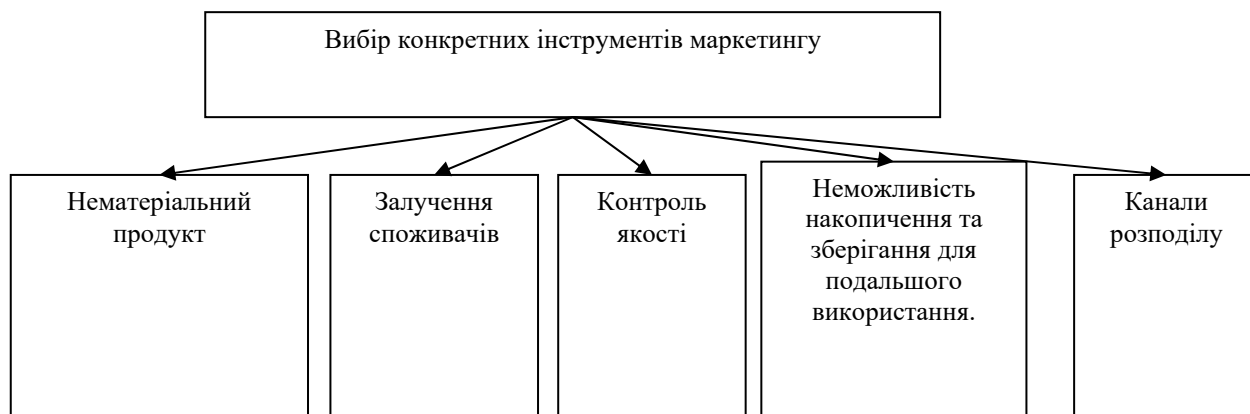 Вибір конкретних інструментів маркетингу
Нематеріальний
продукт
Залучення
споживачів
Контроль
якості
Неможливість
накопичення та
зберігання для
подальшого
використання.
Канали
розподілу